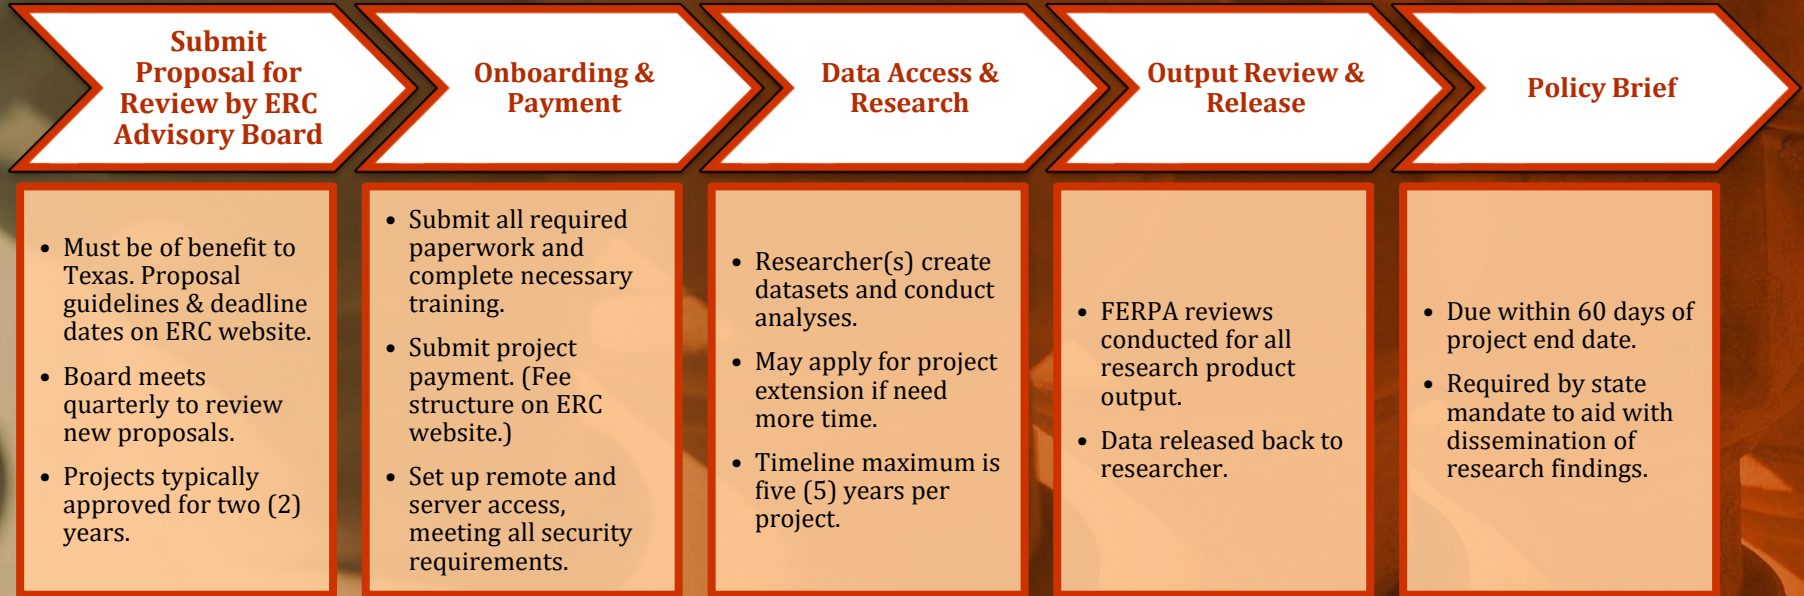 Submit
Proposal for
Review by ERC
Advisory Board
Onboarding &
Payment
Data Access &
Research
Output Review &
Release
Policy Brief
• Must be of benefit to
Texas. Proposal
guidelines & deadline
dates on ERC website.
• Board meets
quarterly to review
new proposals.
• Projects typically
approved for two (2)
years.
• Submit all required
paperwork and
complete necessary
training.
• Submit project
payment. (Fee
structure on ERC
website.)
• Set up remote and
server access,
meeting all security
requirements.
• Researcher(s) create
datasets and conduct
analyses.
• May apply for project
extension if need
more time.
• Timeline maximum is
five (5) years per
project.
• FERPA reviews
conducted for all
research product
output.
• Data released back to
researcher.
• Due within 60 days of
project end date.
• Required by state
mandate to aid with
dissemination of
research findings.